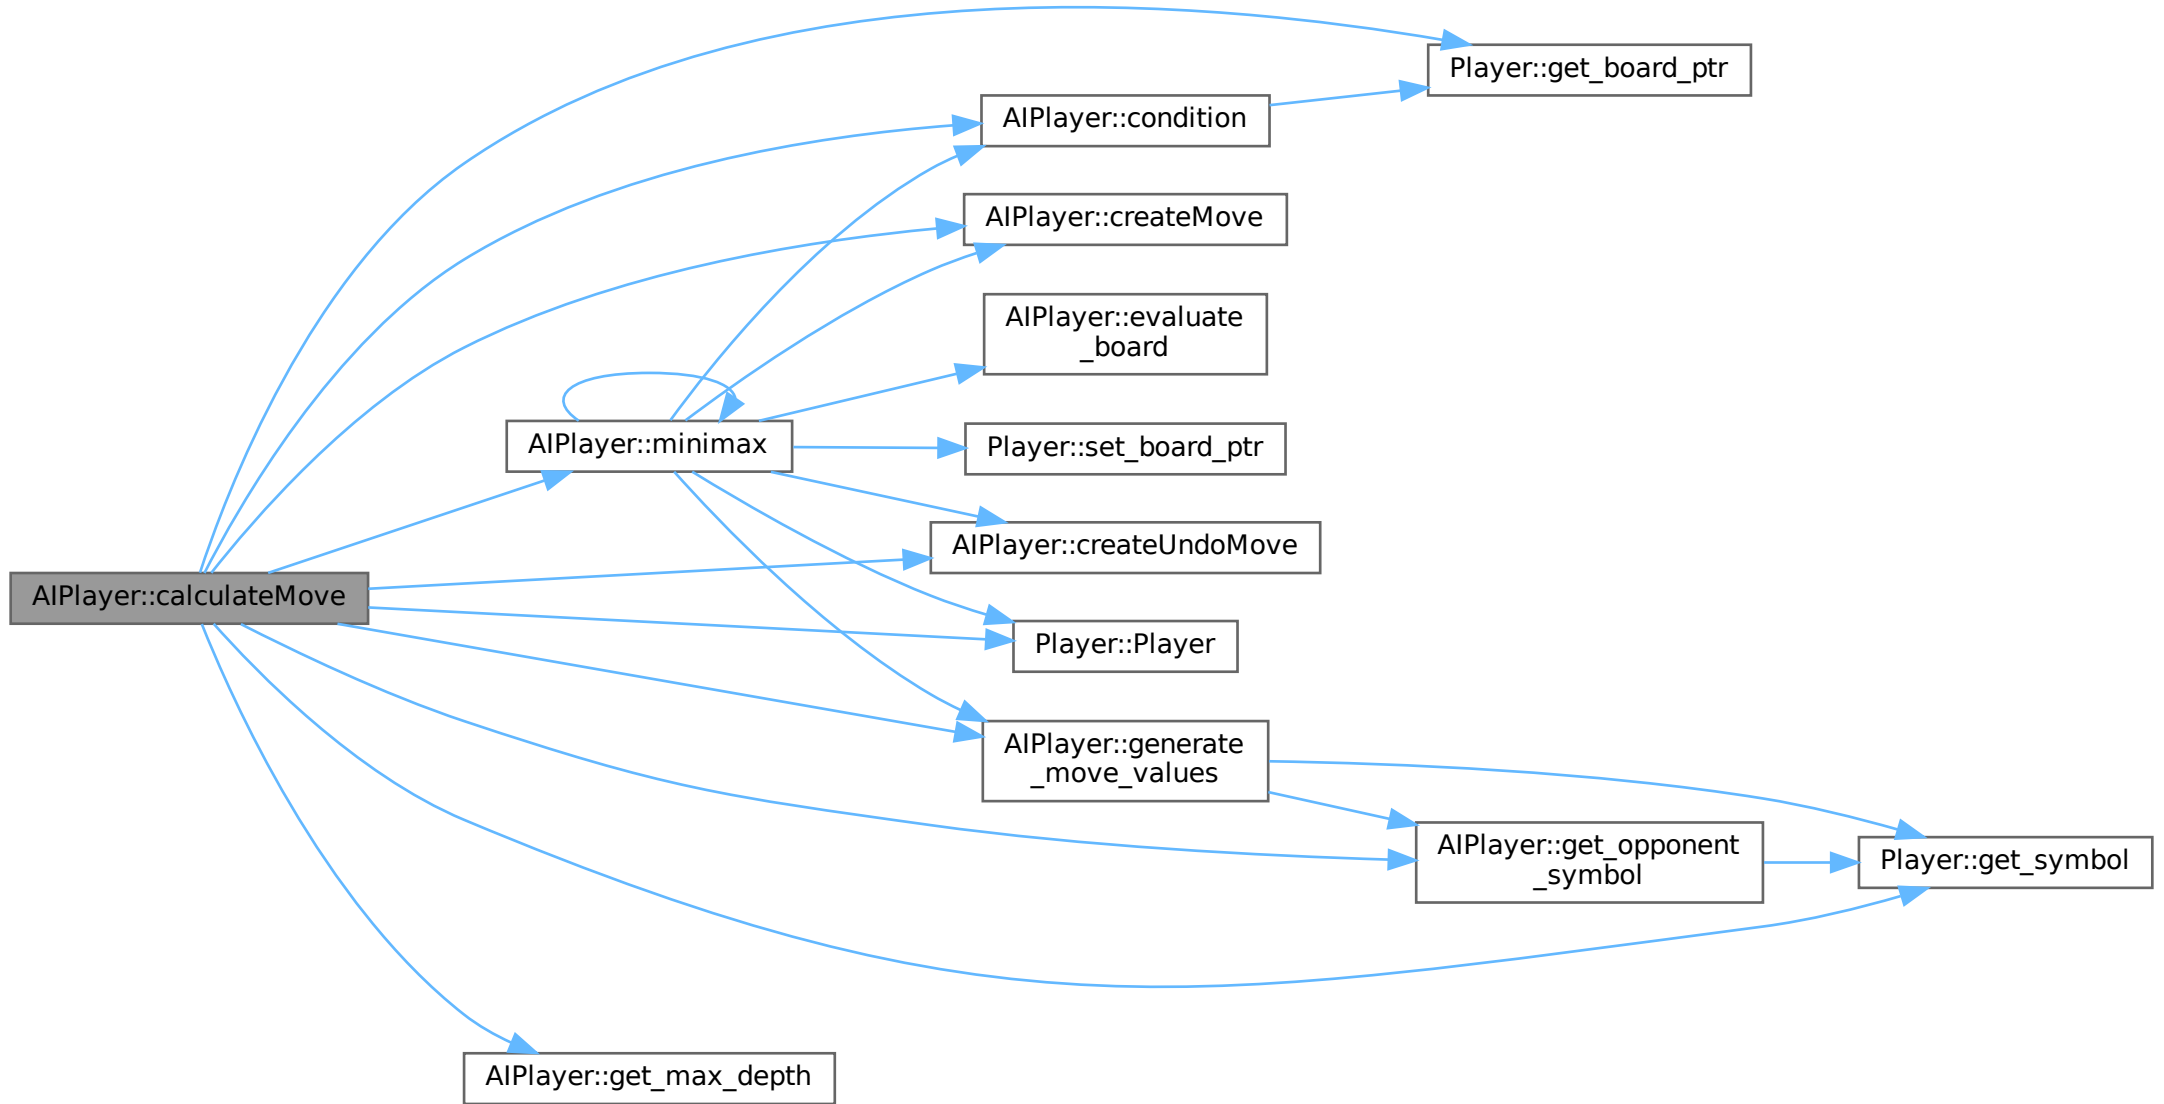 Player::get_board_ptr
AIPlayer::condition
AIPlayer::createMove
AIPlayer::evaluate
_board
AIPlayer::minimax
Player::set_board_ptr
AIPlayer::createUndoMove
AIPlayer::calculateMove
Player::Player
AIPlayer::generate
_move_values
AIPlayer::get_opponent
_symbol
Player::get_symbol
AIPlayer::get_max_depth